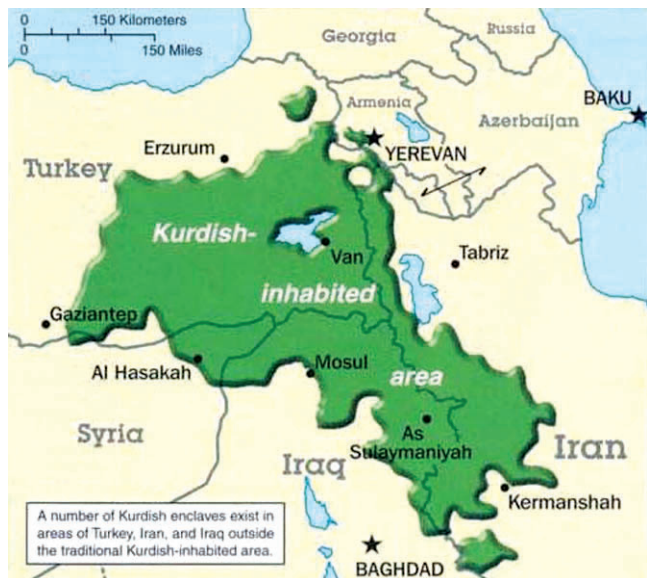 0 150 Kilometers
0 150 Miles
Georgia
Russia
Armenia
BAKU
Azerbaijan
Erzurum
YEREVAN
Turkey
Kurdish-
Van
Tabriz
inhabited
Gaziantep
Al Hasakah
Mosul
area
As
Sulaymaniyah
Syria
Iraq
Iran
Kermanshah
A number of Kurdish enclaves exist in
areas of Turkey, Iran, and Iraq outside
the traditional Kurdish-inhabited area.
BAGHDAD